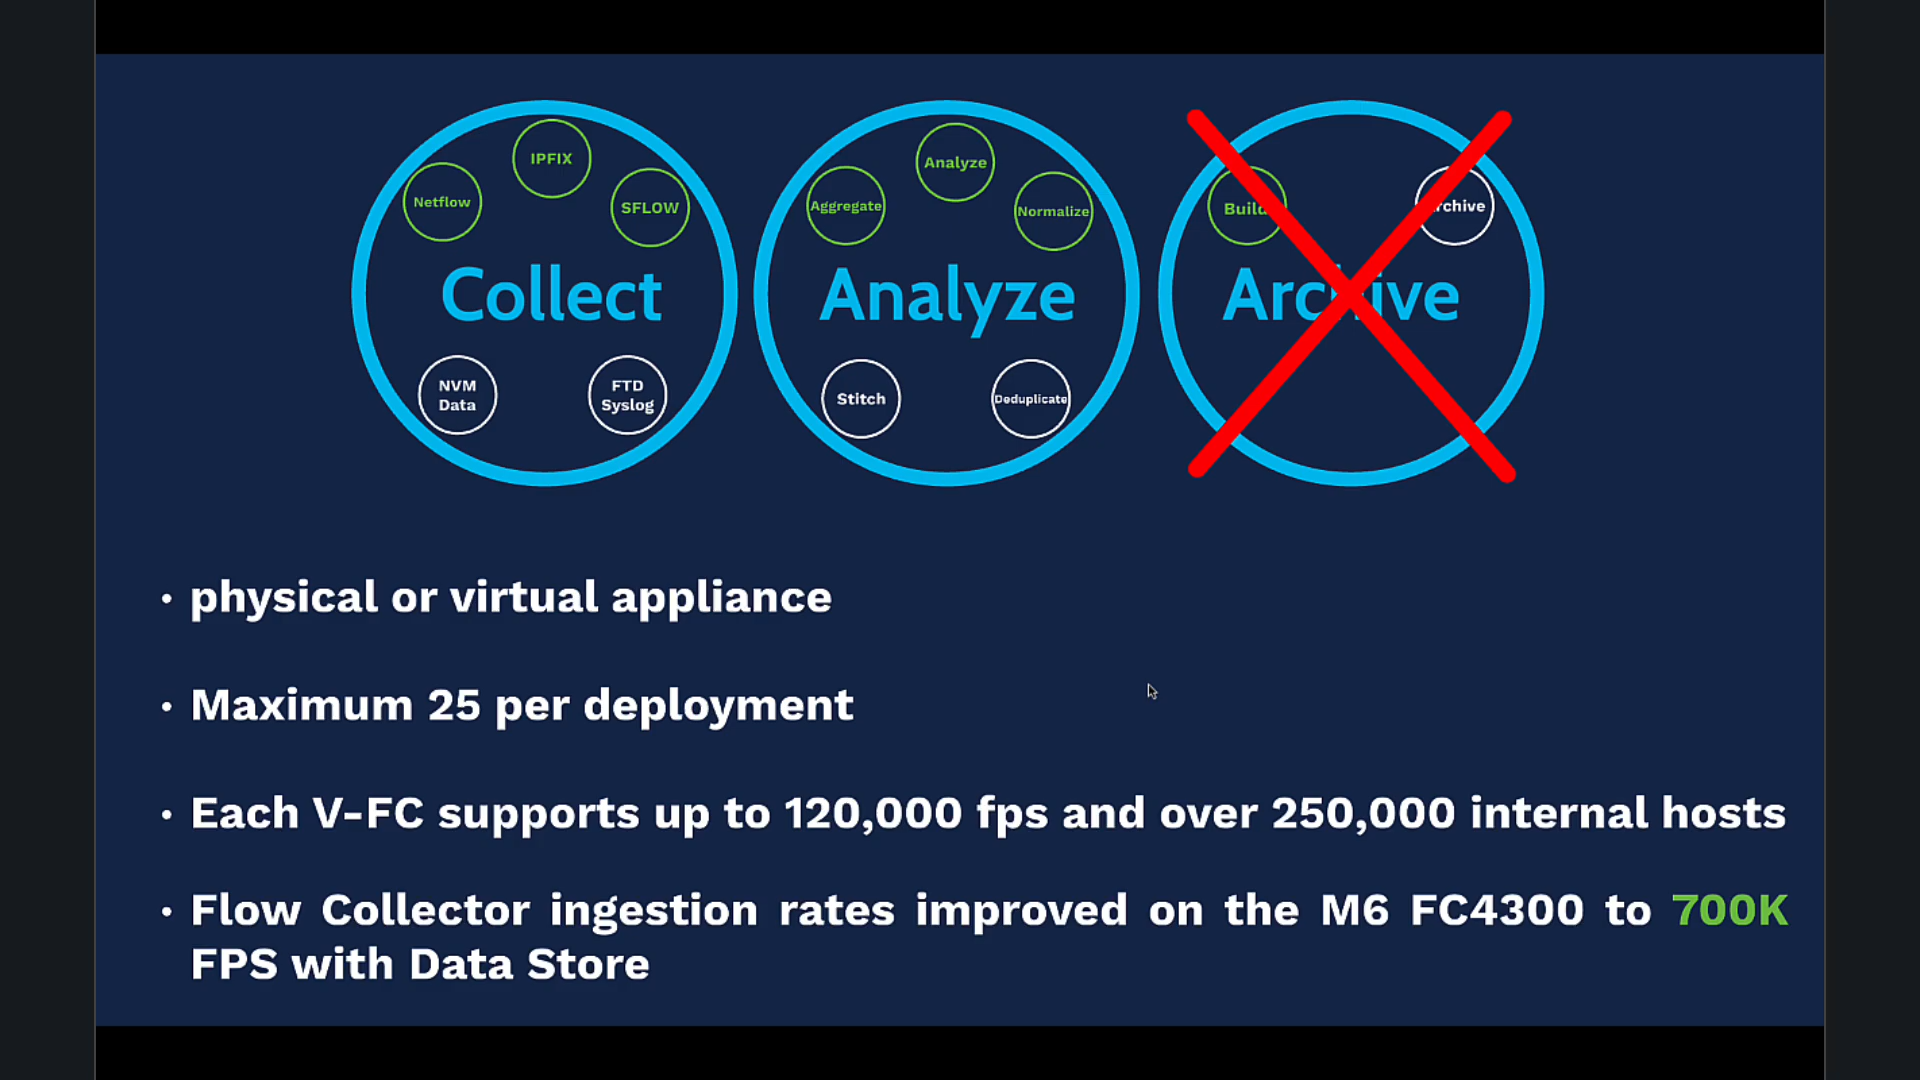 IPFIX
Netflow
SFLOW
Collect
NVM
Data
FTD
Syslog
Analyze
Aggregate
Normalize
Analyze
Stitch
Deduplicate
Build
Archive
Archive
• physical or virtual appliance
• Maximum 25 per deployment
• Each V-FC supports up to 120,000 fps and over 250,000 internal hosts
• Flow Collector ingestion rates improved on the M6 FC4300 to 700K
FPS with Data Store